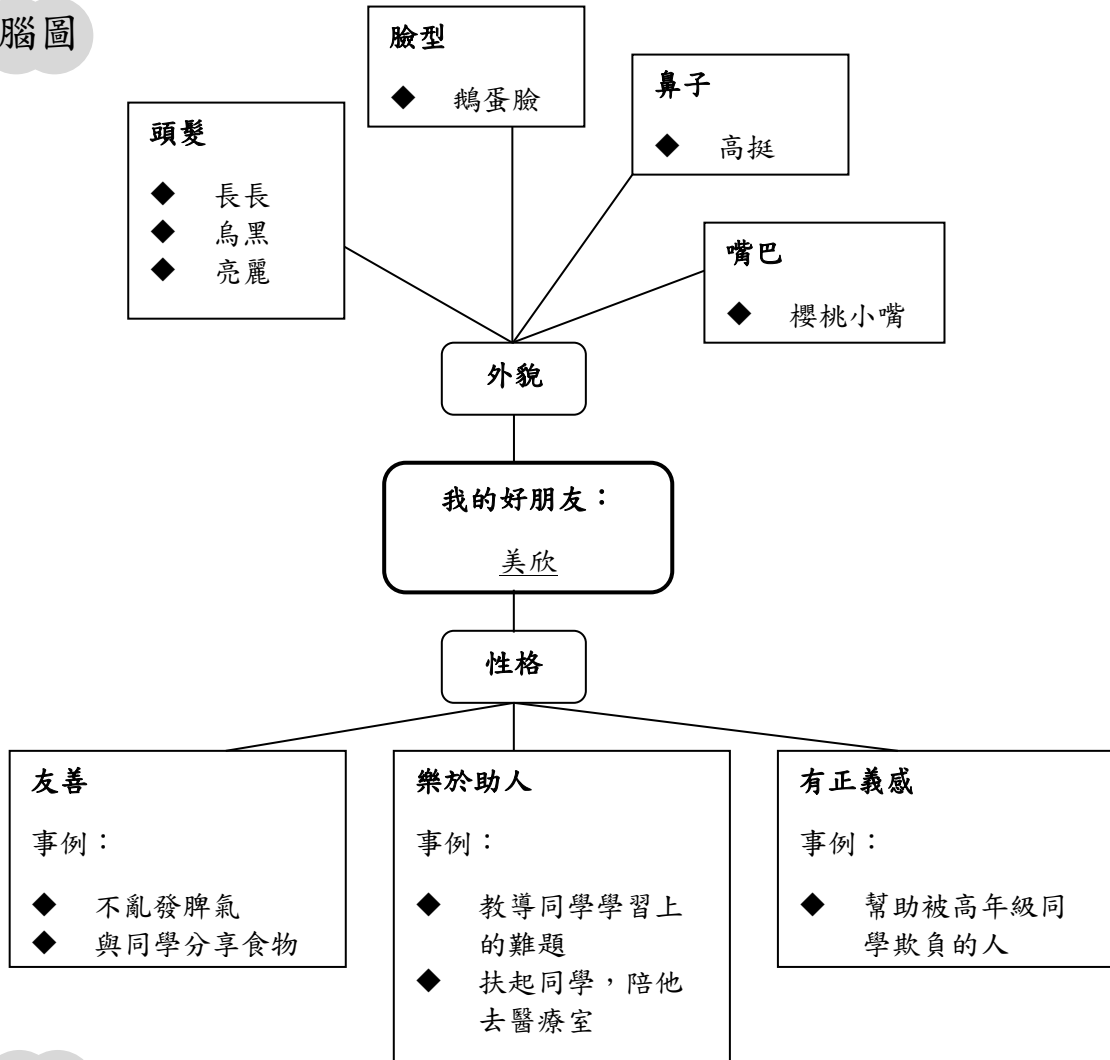 腦圖
臉型
◆ 鵝蛋臉
鼻子
◆ 高挺
頭髮
◆ 長長
◆ 烏黑
◆ 亮麗
嘴巴
◆ 櫻桃小嘴
外貌
我的好朋友：
美欣
性格
友善
事例：
◆ 不亂發脾氣
◆ 與同學分享食物
樂於助人
事例：
◆ 教導同學學習上
的難題
◆ 扶起同學，陪他
去醫療室
有正義感
事例：
◆ 幫助被高年級同
學欺負的人